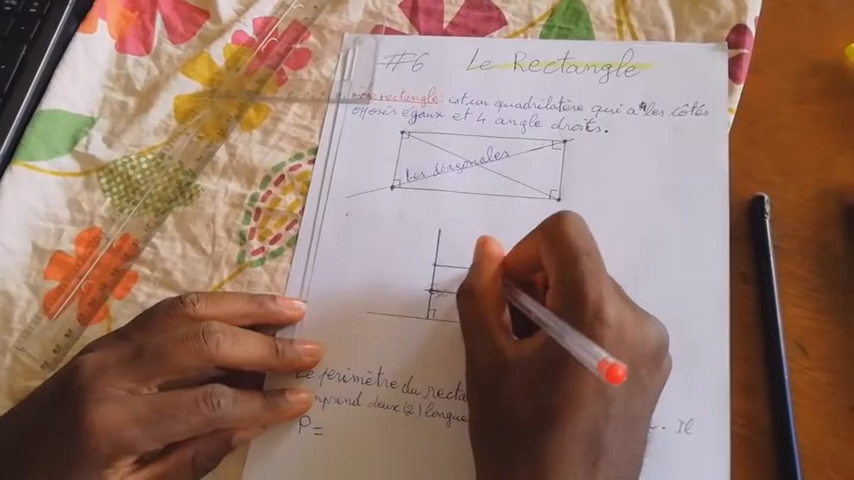 #6 Le Rectangle
rectangle: est un quadrilatère qui a les côtés
opposés égaux et 4 angle droits.
Les diagonales
Le périmètre du recta
mprend deux (2) longue . Il
P =